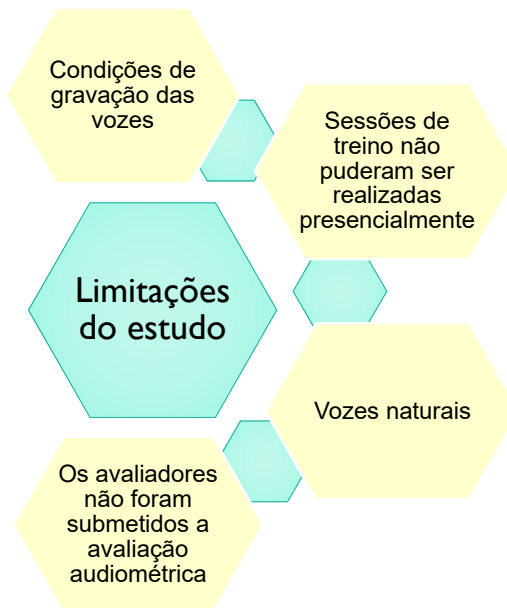 Condições de
gravação das
vozes
Sessões de
treino não
puderam ser
realizadas
presencialmente
Limitações
do estudo
Vozes naturais
Os avaliadores
não foram
submetidos a
avaliação
audiométrica